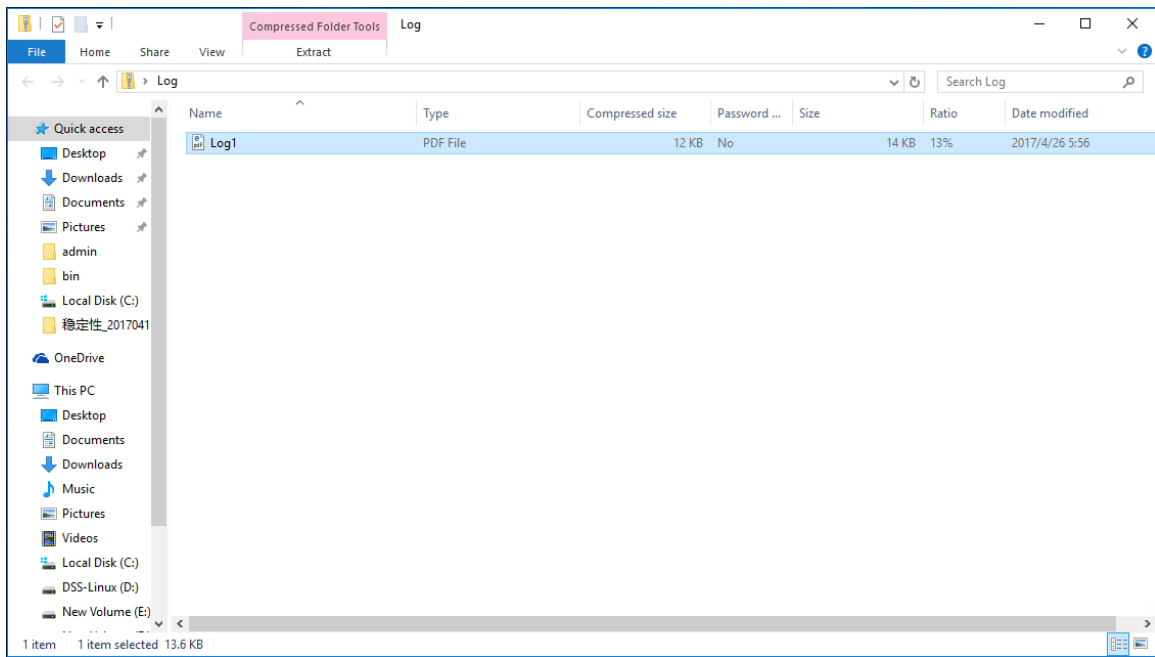 Compressed Folder Tools Log
File Home Share View Extract
Log Search Log
Name Type Compressed size Password ... Size Ratio Date modified
Log1 PDF File 12 KB No 14 KB 13% 2017/4/26 5:56
Quick access
Desktop
Downloads
Documents
Pictures
admin
bin
Local Disk (C:)
稳定性_2017041
OneDrive
This PC
Desktop
Documents
Downloads
Music
Pictures
Videos
Local Disk (C:)
DSS-Linux (D:)
New Volume (E:)
1 item 1 item selected 13.6 KB